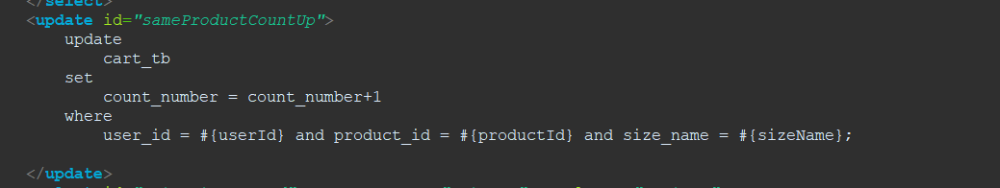 </select>
<update id="sameProductCountUp">
update
cart_tb
set
count_number = count_number+1
where
user_id = #{userId} and product_id = #{productId} and size_name = #{sizeName};
</update>